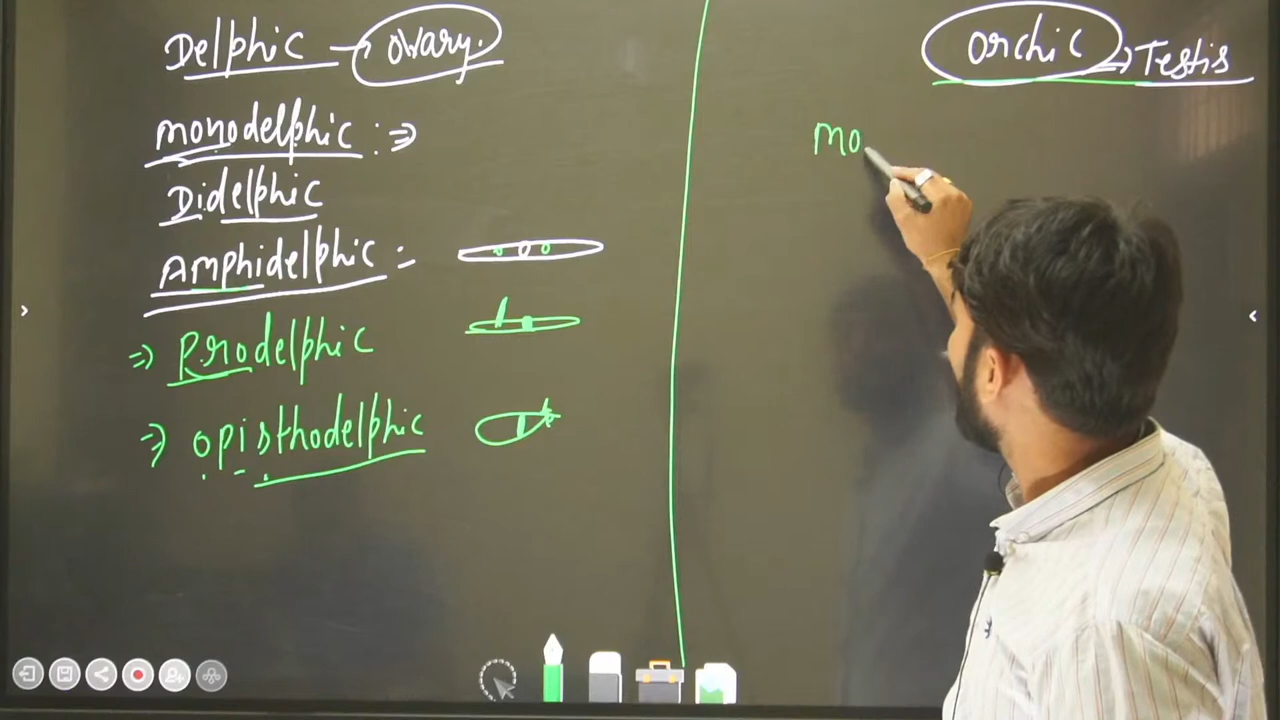 Delphic → Ovary.
monodelphic : ⇒
Didelphic
Amphidelphic :
⇒ Prodelphic
⇒ opisthodelphic
Orchic ⇒ Testis
Mo